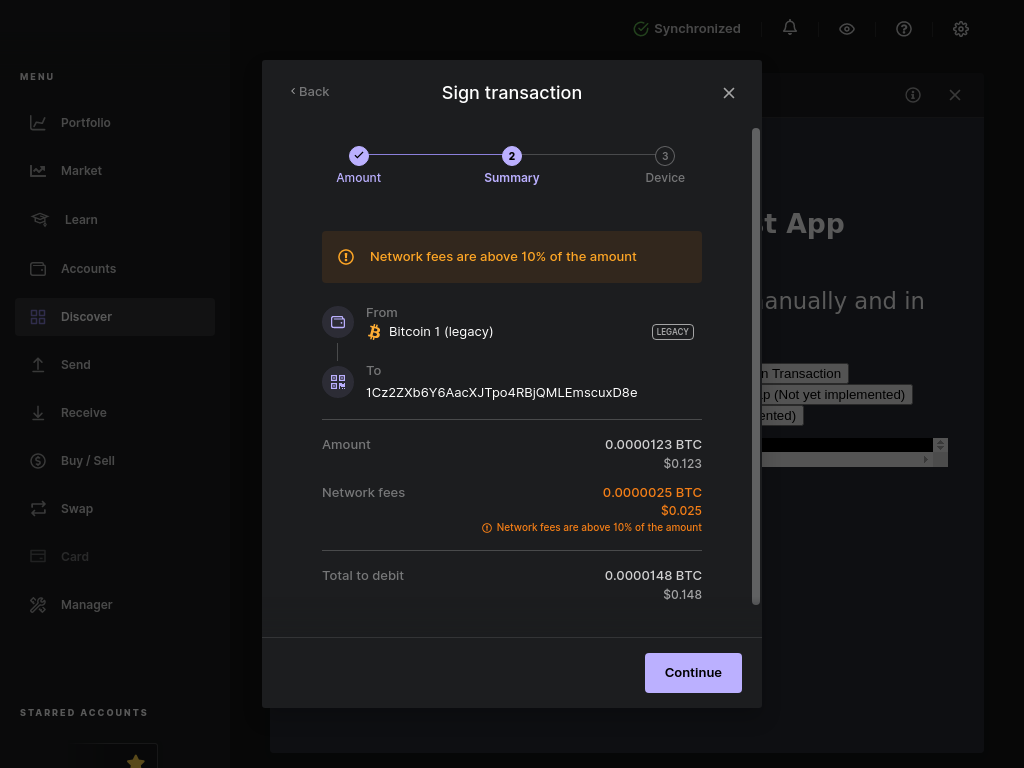 Synchronized
MENU
Portfolio
Market
Learn
Accounts
Discover
Send
Receive
Buy / Sell
Swap
Card
Manager
STARRED ACCOUNTS
Back
Sign transaction
2
3
Amount
Summary
Device
Network fees are above 10% of the amount
From
Bitcoin 1 (legacy)
LEGACY
To
1Cz2ZXb6Y6AacXJTpo4RBjQMLEmscuxD8e
Amount
0.0000123 BTC
$0.123
Network fees
0.0000025 BTC
$0.025
Network fees are above 10% of the amount
Total to debit
0.0000148 BTC
$0.148
Continue
App
and in
Transaction
(Not yet implemented)